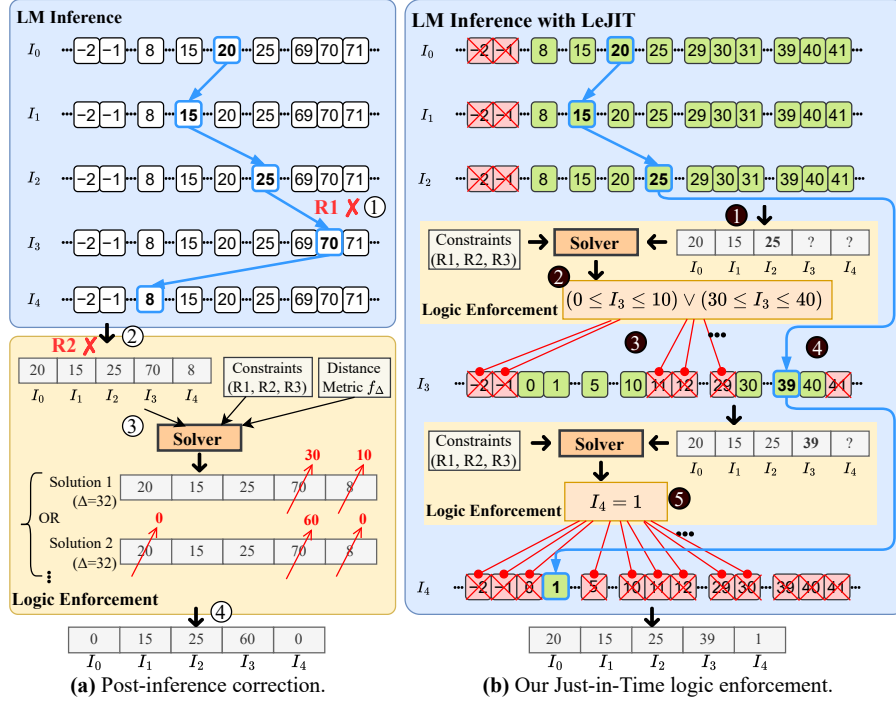 LM Inference
I0 ··· −2 −1 ··· 8 ··· 15 ··· 20 ··· 25 ··· 69 70 71 ···
I1 ··· −2 −1 ··· 8 ··· 15 ··· 20 ··· 25 ··· 69 70 71 ···
I2 ··· −2 −1 ··· 8 ··· 15 ··· 20 ··· 25 ··· 69 70 71 ···
R1 ✗ 1
I3 ··· −2 −1 ··· 8 ··· 15 ··· 20 ··· 25 ··· 69 70 71 ···
I4 ··· −2 −1 ··· 8 ··· 15 ··· 20 ··· 25 ··· 69 70 71 ···
2
R2 ✗
20 15 25 70 8
I0 I1 I2 I3 I4
Constraints
(R1, R2, R3)
Distance
Metric fΔ
3
Solver
30 10
Solution 1
(Δ=32)
20 15 25 70 8
OR
0 60 0
Solution 2
(Δ=32)
20 15 25 70 8
Logic Enforcement
4
0 15 25 60 0
I0 I1 I2 I3 I4
(a) Post-inference correction.
LM Inference with LeJIT
I0 ··· −2 −1 ··· 8 ··· 15 ··· 20 ··· 25 ··· 29 30 31 ··· 39 40 41 ···
I1 ··· −2 −1 ··· 8 ··· 15 ··· 20 ··· 25 ··· 29 30 31 ··· 39 40 41 ···
I2 ··· −2 −1 ··· 8 ··· 15 ··· 20 ··· 25 ··· 29 30 31 ··· 39 40 41 ···
1
Constraints
(R1, R2, R3)
Solver
20 15 25 ? ?
I0 I1 I2 I3 I4
2
(0 ≤ I3 ≤ 10) ∨ (30 ≤ I3 ≤ 40)
Logic Enforcement
3 ··· 4
I3 ··· −2 −1 0 1 ··· 5 ··· 10 11 12 ··· 29 30 ··· 39 40 41 ···
Constraints
(R1, R2, R3)
Solver
20 15 25 39 ?
I0 I1 I2 I3 I4
I4 = 1
5
Logic Enforcement
···
I4 ··· −2 −1 0 1 ··· 5 ··· 10 11 12 ··· 29 30 ··· 39 40 41 ···
20 15 25 39 1
I0 I1 I2 I3 I4
(b) Our Just-in-Time logic enforcement.